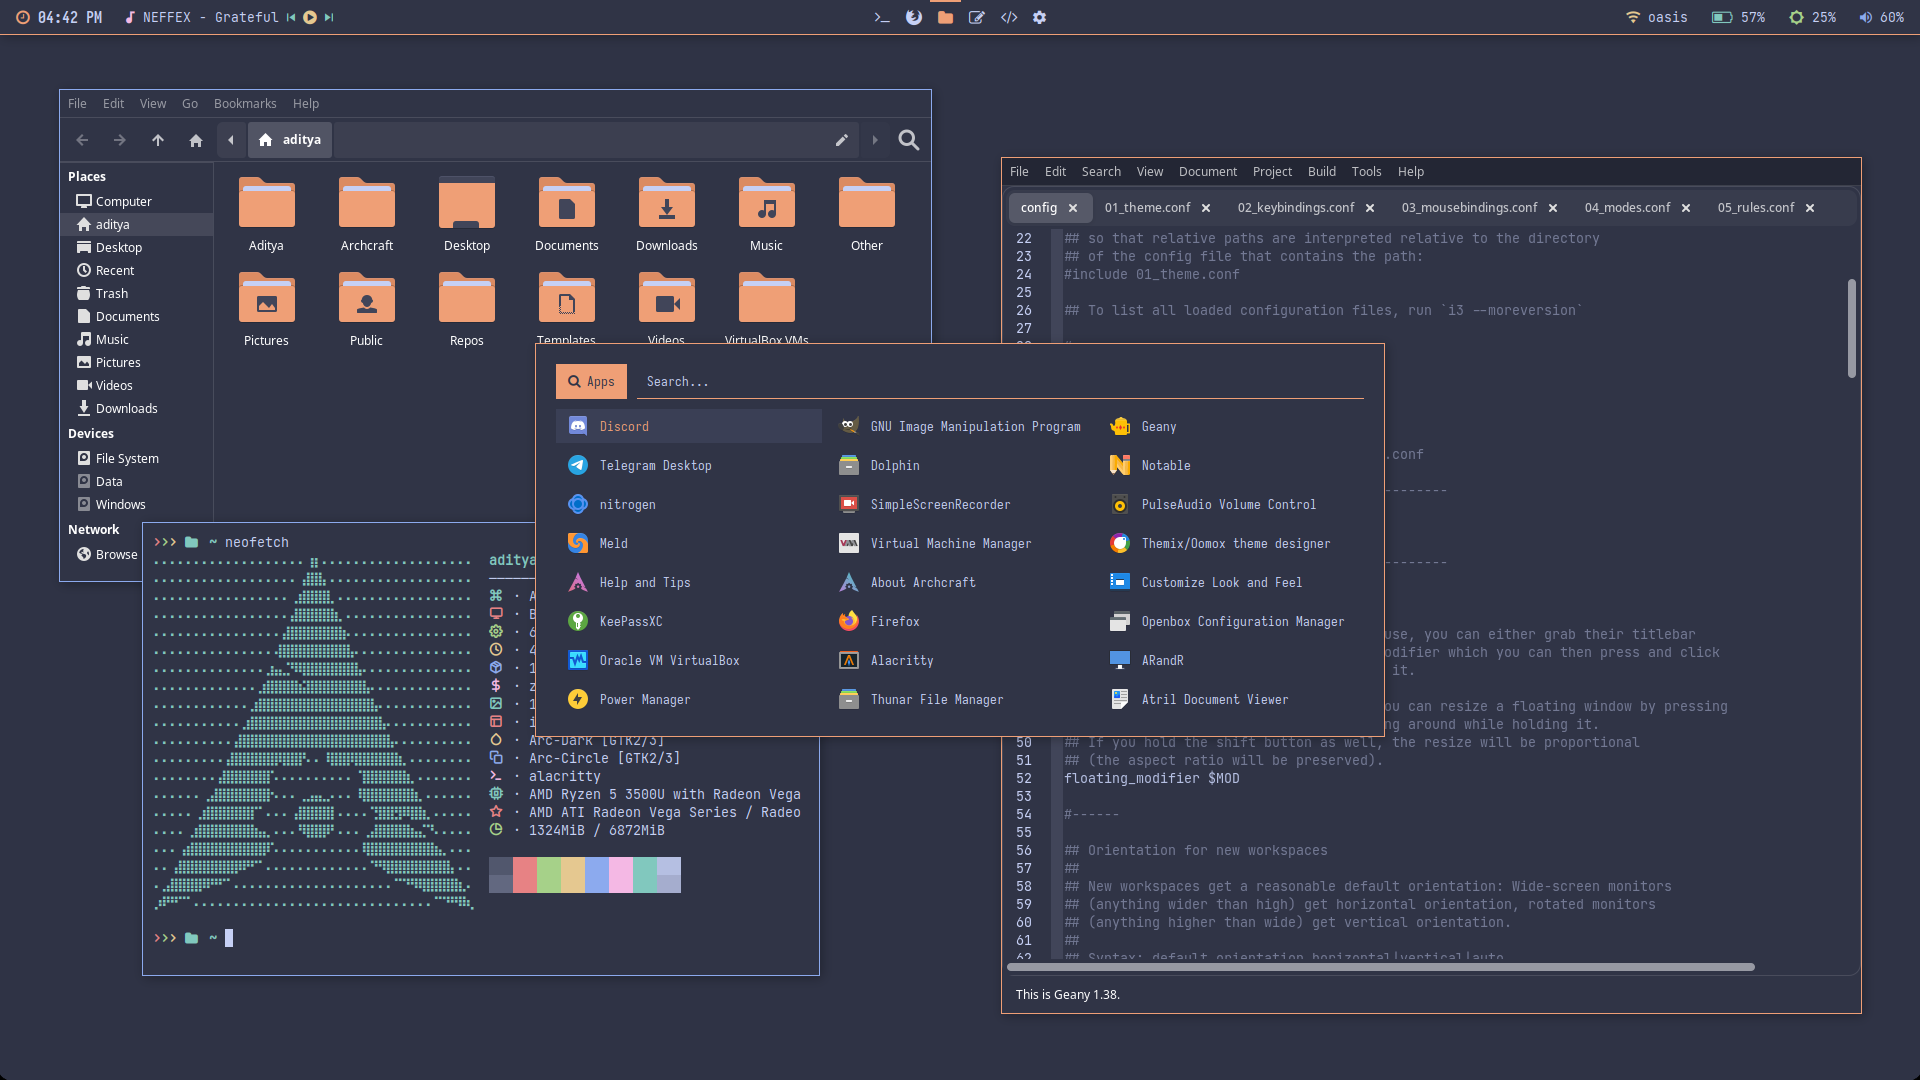 04:42 PM NEFFEX - Grateful oasis 57% 25% 60%
File Edit View Go Bookmarks Help
aditya
Places
Computer
aditya
Desktop
Recent
Trash
Documents
Music
Pictures
Videos
Downloads
Devices
File System
Data
Windows
Network
Browse
Aditya Archcraft Desktop Documents Downloads Music Other
Pictures Public Repos Templates Videos VirtualBox VMs
File Edit Search View Document Project Build Tools Help
config 01_theme.conf 02_keybindings.conf 03_mousebindings.conf 04_modes.conf 05_rules.conf
22 ## so that relative paths are interpreted relative to the directory
23 ## of the config file that contains the path:
24 #include 01_theme.conf
25
26 ## To list all loaded configuration files, run `i3 --moreversion`
27
.conf
--------
--------
use, you can either grab their titlebar
odifier which you can then press and click
it.
ou can resize a floating window by pressing
ng around while holding it.
50 ## If you hold the shift button as well, the resize will be proportional
51 ## (the aspect ratio will be preserved).
52 floating_modifier $MOD
53
54 #------
55
56 ## Orientation for new workspaces
57 ##
58 ## New workspaces get a reasonable default orientation: Wide-screen monitors
59 ## (anything wider than high) get horizontal orientation, rotated monitors
60 ## (anything higher than wide) get vertical orientation.
61 ##
62 ## Syntax: default_orientation horizontal|vertical|auto
This is Geany 1.38.
Apps Search...
Discord GNU Image Manipulation Program Geany
Telegram Desktop Dolphin Notable
nitrogen SimpleScreenRecorder PulseAudio Volume Control
Meld Virtual Machine Manager Themix/Oomox theme designer
Help and Tips About Archcraft Customize Look and Feel
KeePassXC Firefox Openbox Configuration Manager
Oracle VM VirtualBox Alacritty ARandR
Power Manager Thunar File Manager Atril Document Viewer
>>> ~ neofetch
aditya
· Arc-Dark [GTK2/3]
· Arc-Circle [GTK2/3]
· alacritty
· AMD Ryzen 5 3500U with Radeon Vega
· AMD ATI Radeon Vega Series / Radeo
· 1324MiB / 6872MiB
>>> ~